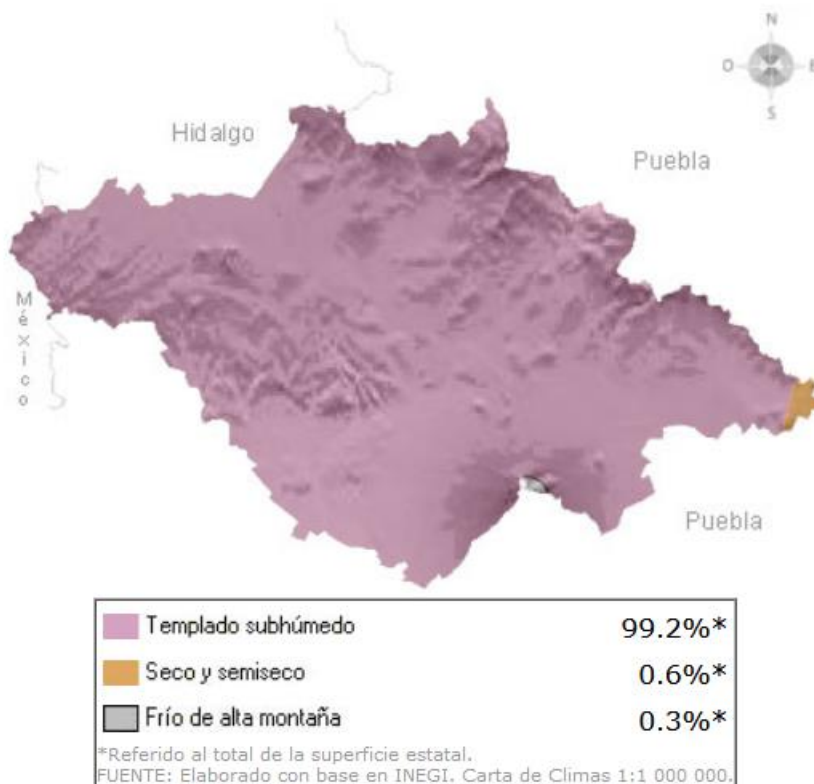 N
O
E
S
Hidalgo
Puebla
México
Puebla
Templado subhúmedo 99.2%*
Seco y semiseco 0.6%*
Frío de alta montaña 0.3%*
*Referido al total de la superficie estatal.
FUENTE: Elaborado con base en INEGI. Carta de Climas 1:1 000 000.